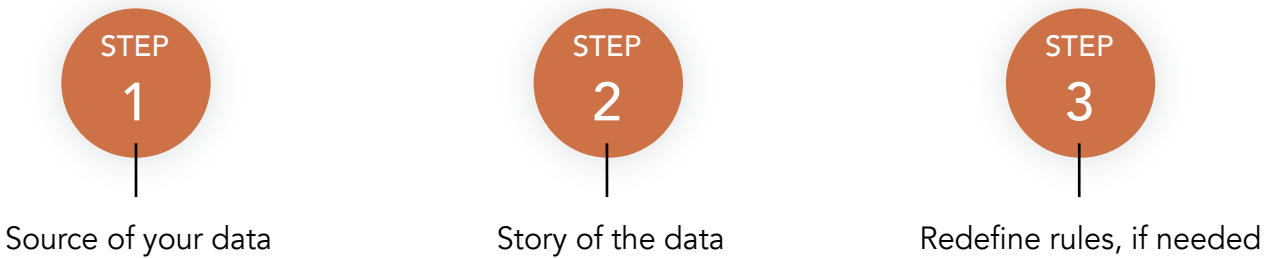 STEP
1
STEP
2
STEP
3
Source of your data
Story of the data
Redefine rules, if needed